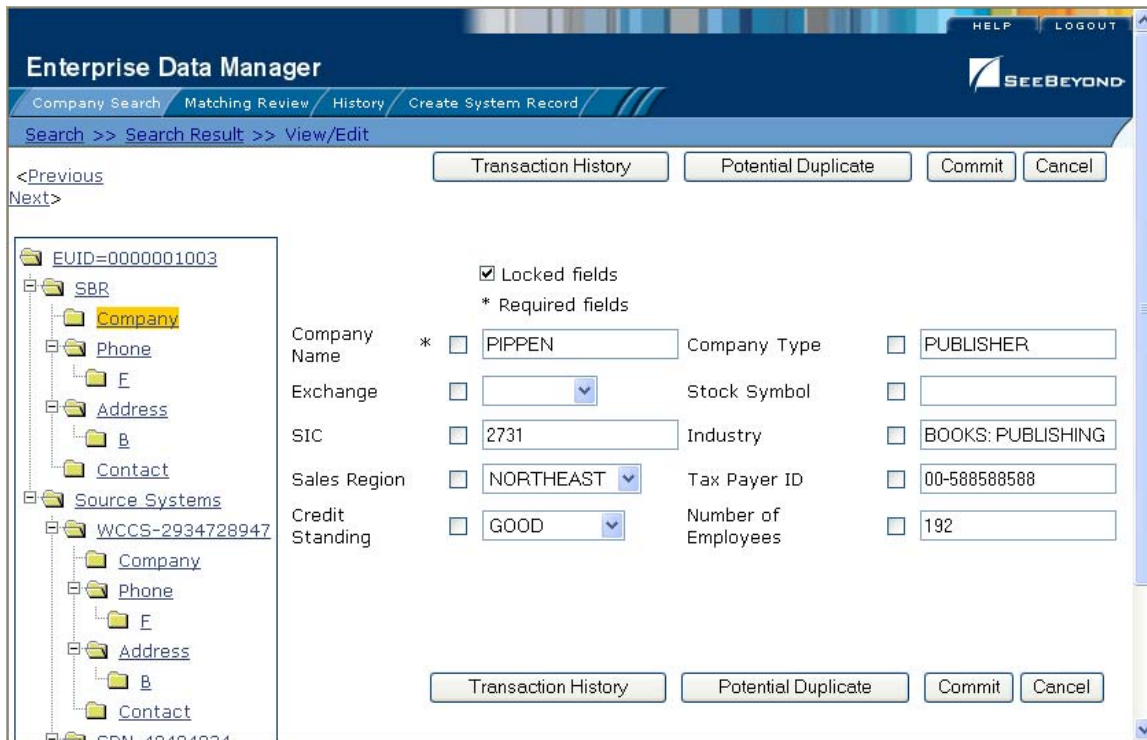 HELP LOGOUT
Enterprise Data Manager
SEEBEYOND
Company Search Matching Review History Create System Record
Search >> Search Result >> View/Edit
<Previous
Next>
Transaction History Potential Duplicate Commit Cancel
EUID=0000001003
SBR
Company
Phone
F
Address
B
Contact
Source Systems
WCCS-2934728947
Company
Phone
F
Address
B
Contact
Locked fields
* Required fields
Company Name * PIPPEN Company Type PUBLISHER
Exchange Stock Symbol
SIC 2731 Industry BOOKS: PUBLISHING
Sales Region NORTHEAST Tax Payer ID 00-588588588
Credit Standing GOOD Number of Employees 192
Transaction History Potential Duplicate Commit Cancel